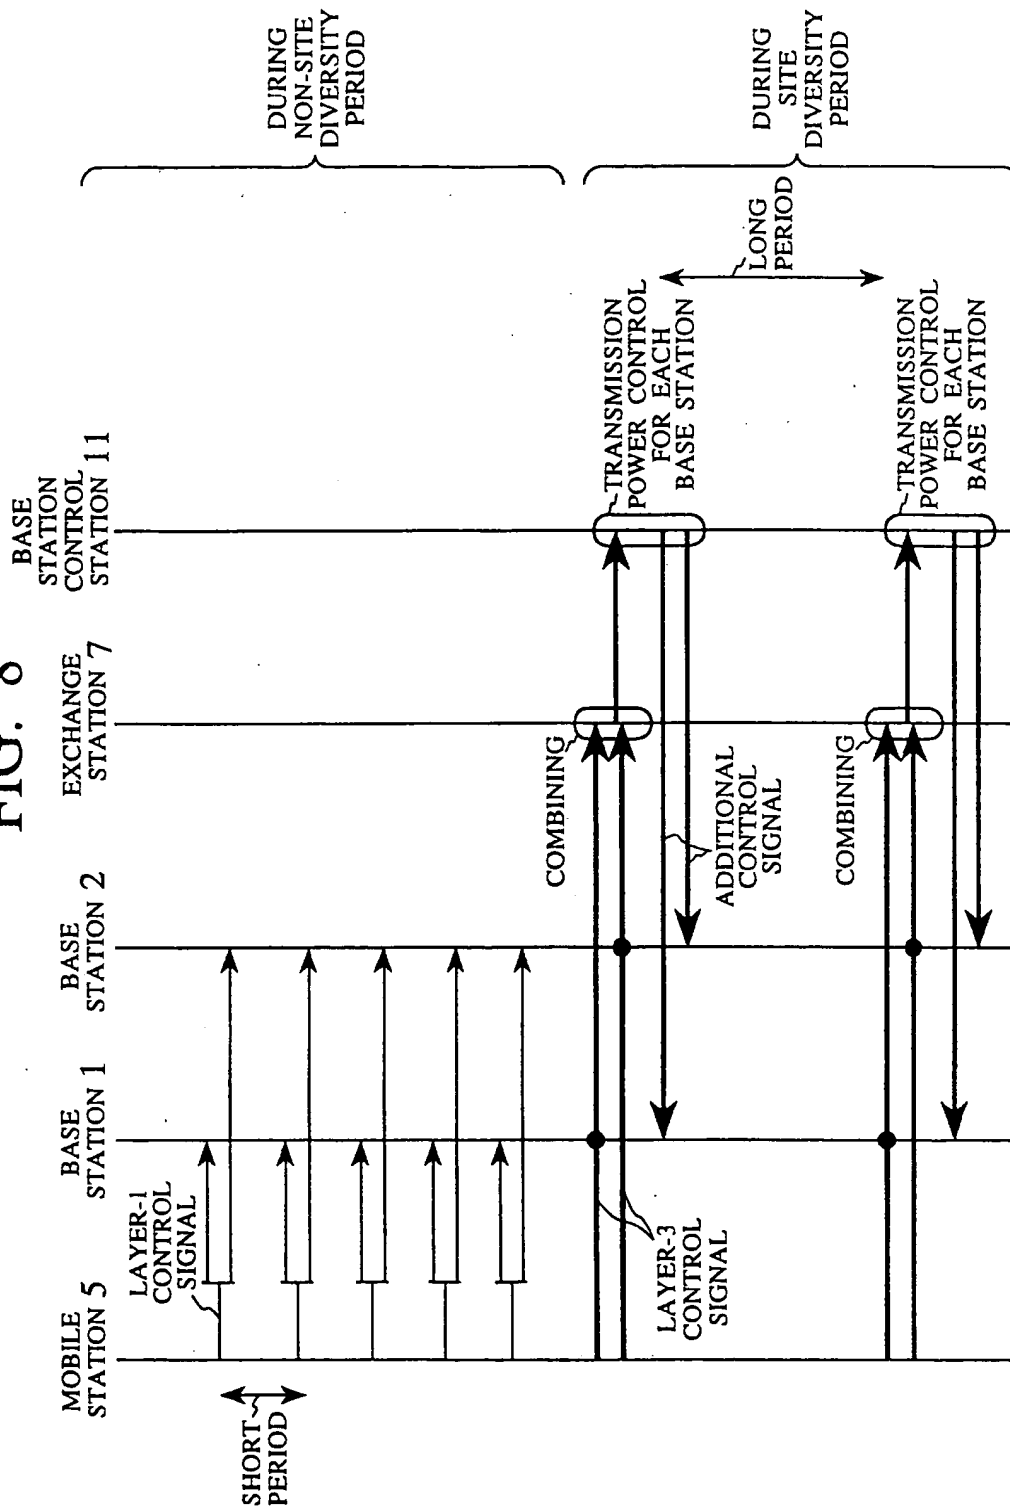 FIG. 8
MOBILE
STATION 5
BASE
STATION 1
BASE
STATION 2
EXCHANGE
STATION 7
BASE
STATION
CONTROL
STATION 11
SHORT
PERIOD
LAYER-1
CONTROL
SIGNAL
DURING
NON-SITE
DIVERSITY
PERIOD
LAYER-3
CONTROL
SIGNAL
COMBINING
ADDITIONAL
CONTROL
SIGNAL
TRANSMISSION
POWER CONTROL
FOR EACH
BASE STATION
LONG
PERIOD
DURING
SITE
DIVERSITY
PERIOD
COMBINING
TRANSMISSION
POWER CONTROL
FOR EACH
BASE STATION